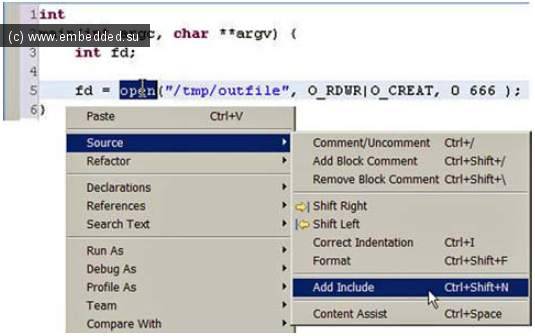 1 int
2 main(int argc, char **argv) {
(c) www.embedded.su
3 int fd;
4
5 fd = open("/tmp/outfile", O_RDWR|O_CREAT, 0 666 );
6 )
Paste Ctrl+V
Source
Refactor
Declarations
References
Search Text
Run As
Debug As
Profile As
Team
Compare With
Comment/Uncomment Ctrl+/
Add Block Comment Ctrl+Shift+/
Remove Block Comment Ctrl+Shift+\
Shift Right
Shift Left
Correct Indentation Ctrl+I
Format Ctrl+Shift+F
Add Include Ctrl+Shift+N
Content Assist Ctrl+Space